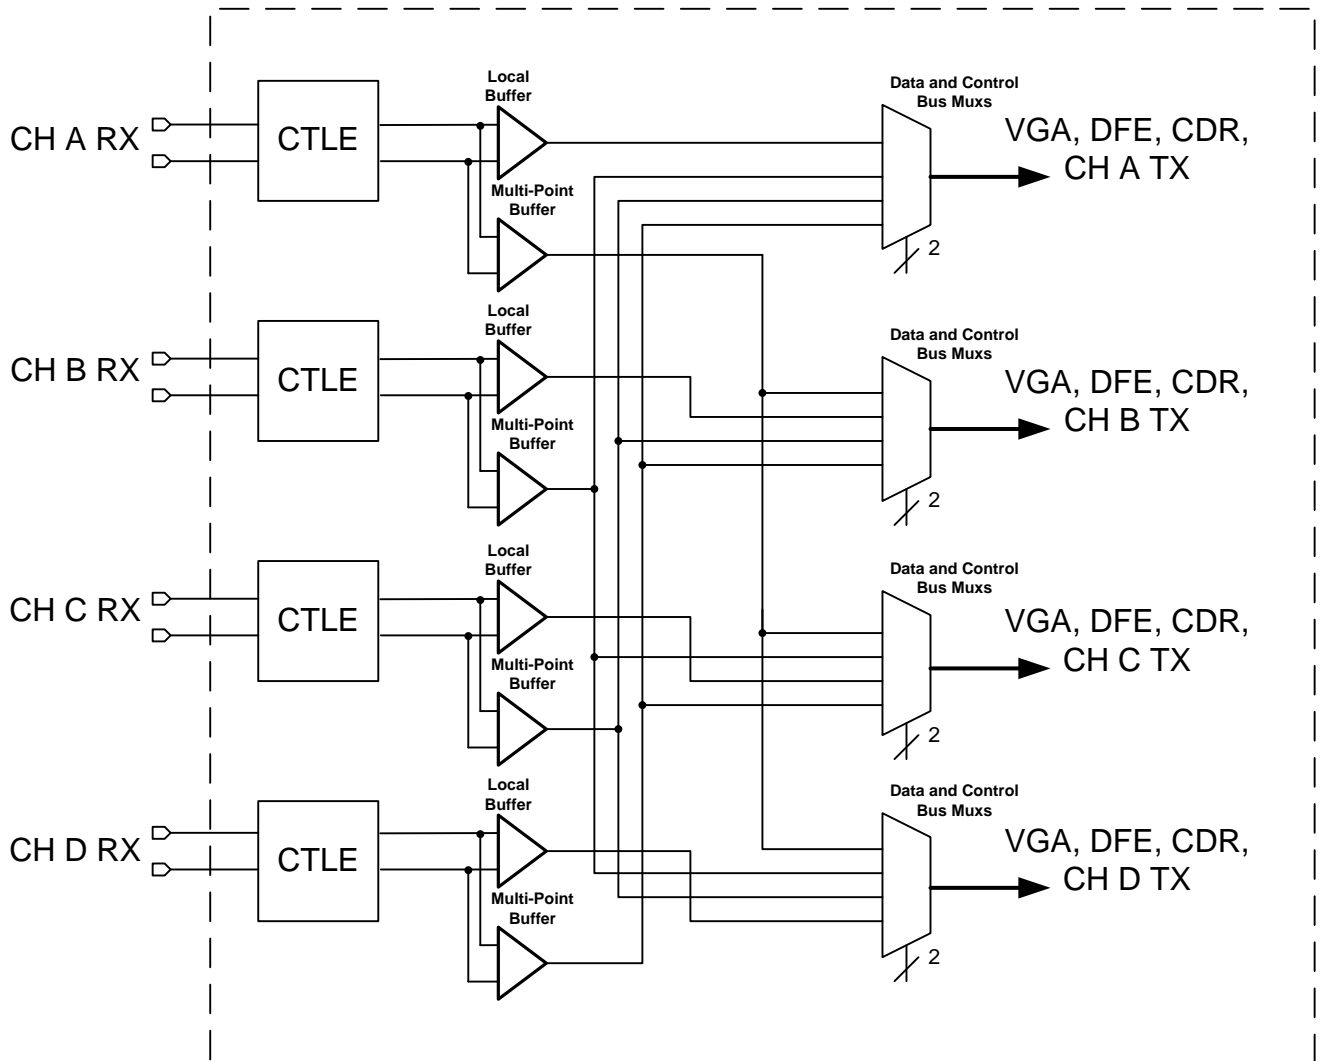 Local
Buffer
Data and Control
Bus Muxs
CH A RX
CTLE
VGA, DFE, CDR,
CH A TX
Multi-Point
Buffer
2
Local
Buffer
Data and Control
Bus Muxs
CH B RX
CTLE
VGA, DFE, CDR,
CH B TX
Multi-Point
Buffer
2
Local
Buffer
Data and Control
Bus Muxs
CH C RX
CTLE
VGA, DFE, CDR,
CH C TX
Multi-Point
Buffer
2
Local
Buffer
Data and Control
Bus Muxs
CH D RX
CTLE
VGA, DFE, CDR,
CH D TX
Multi-Point
Buffer
2